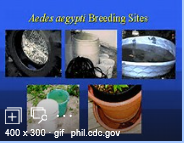 Aedes aegypti Breeding Sites
400 x 300 · gif phil.cdc.gov